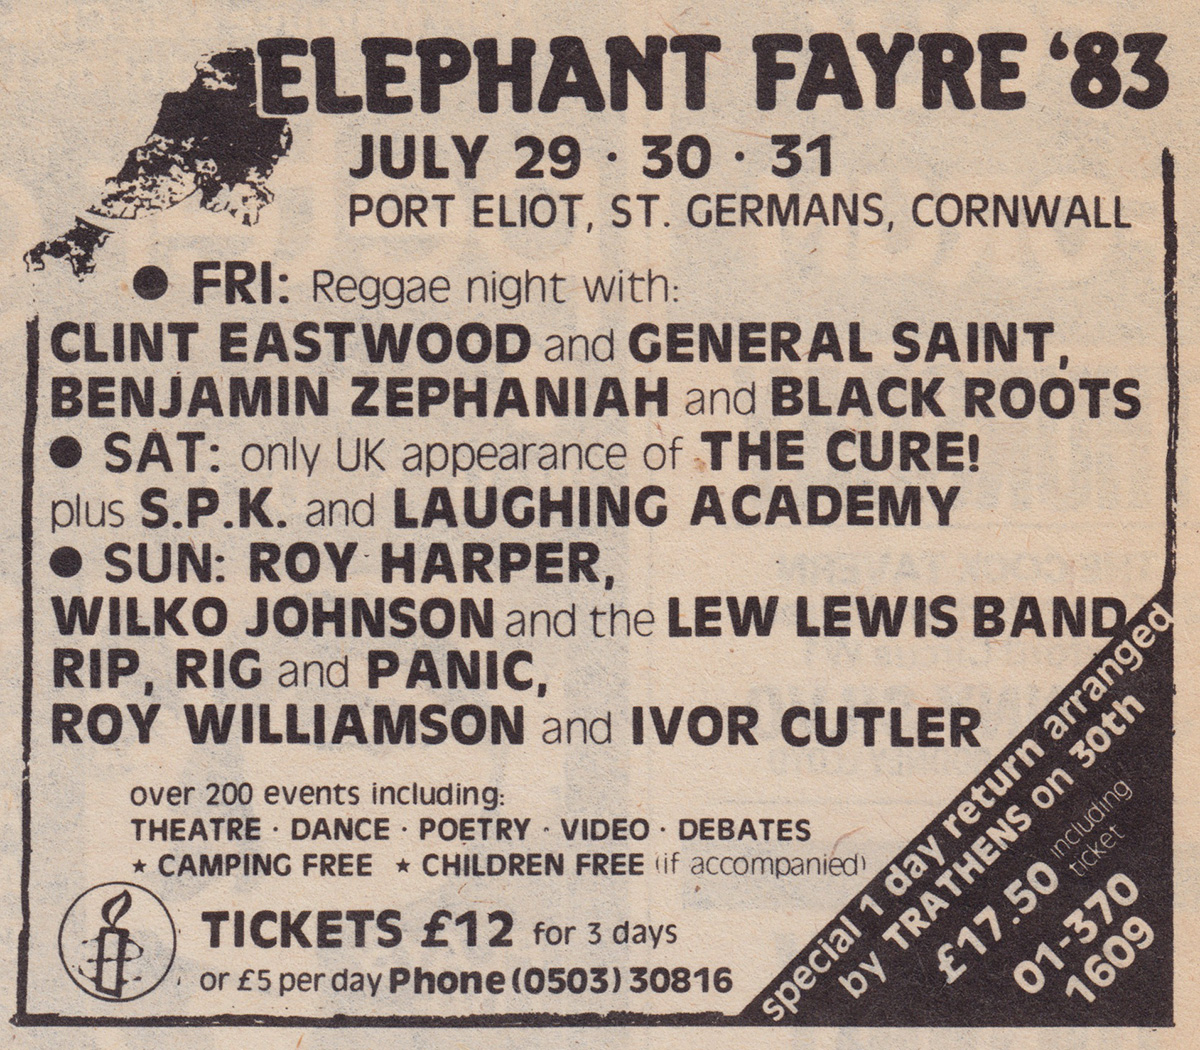 ELEPHANT FAYRE ‘83
JULY 29 · 30 · 31
PORT ELIOT, ST. GERMANS, CORNWALL
● FRI: Reggae night with:
CLINT EASTWOOD and GENERAL SAINT,
BENJAMIN ZEPHANIAH and BLACK ROOTS
● SAT: only UK appearance of THE CURE!
plus S.P.K. and LAUGHING ACADEMY
● SUN: ROY HARPER,
WILKO JOHNSON and the LEW LEWIS BAND
RIP, RIG and PANIC,
ROY WILLIAMSON and IVOR CUTLER
over 200 events including:
THEATRE · DANCE · POETRY · VIDEO · DEBATES
★ CAMPING FREE ★ CHILDREN FREE (if accompanied)
TICKETS £12 for 3 days
or £5 per day Phone (0503) 30816
special 1 day return arranged
by TRATHENS on 30th
£17.50 including
ticket
01-370
1609